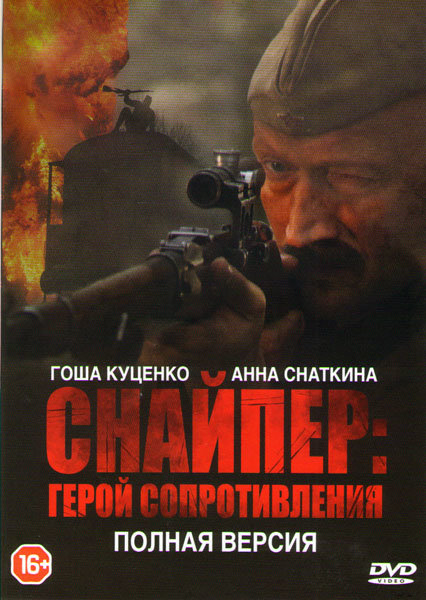 ГОША КУЦЕНКО АННА СНАТКИНА
СНАЙПЕР:
ГЕРОЙ СОПРОТИВЛЕНИЯ
ПОЛНАЯ ВЕРСИЯ
16+
DVD
VIDEO